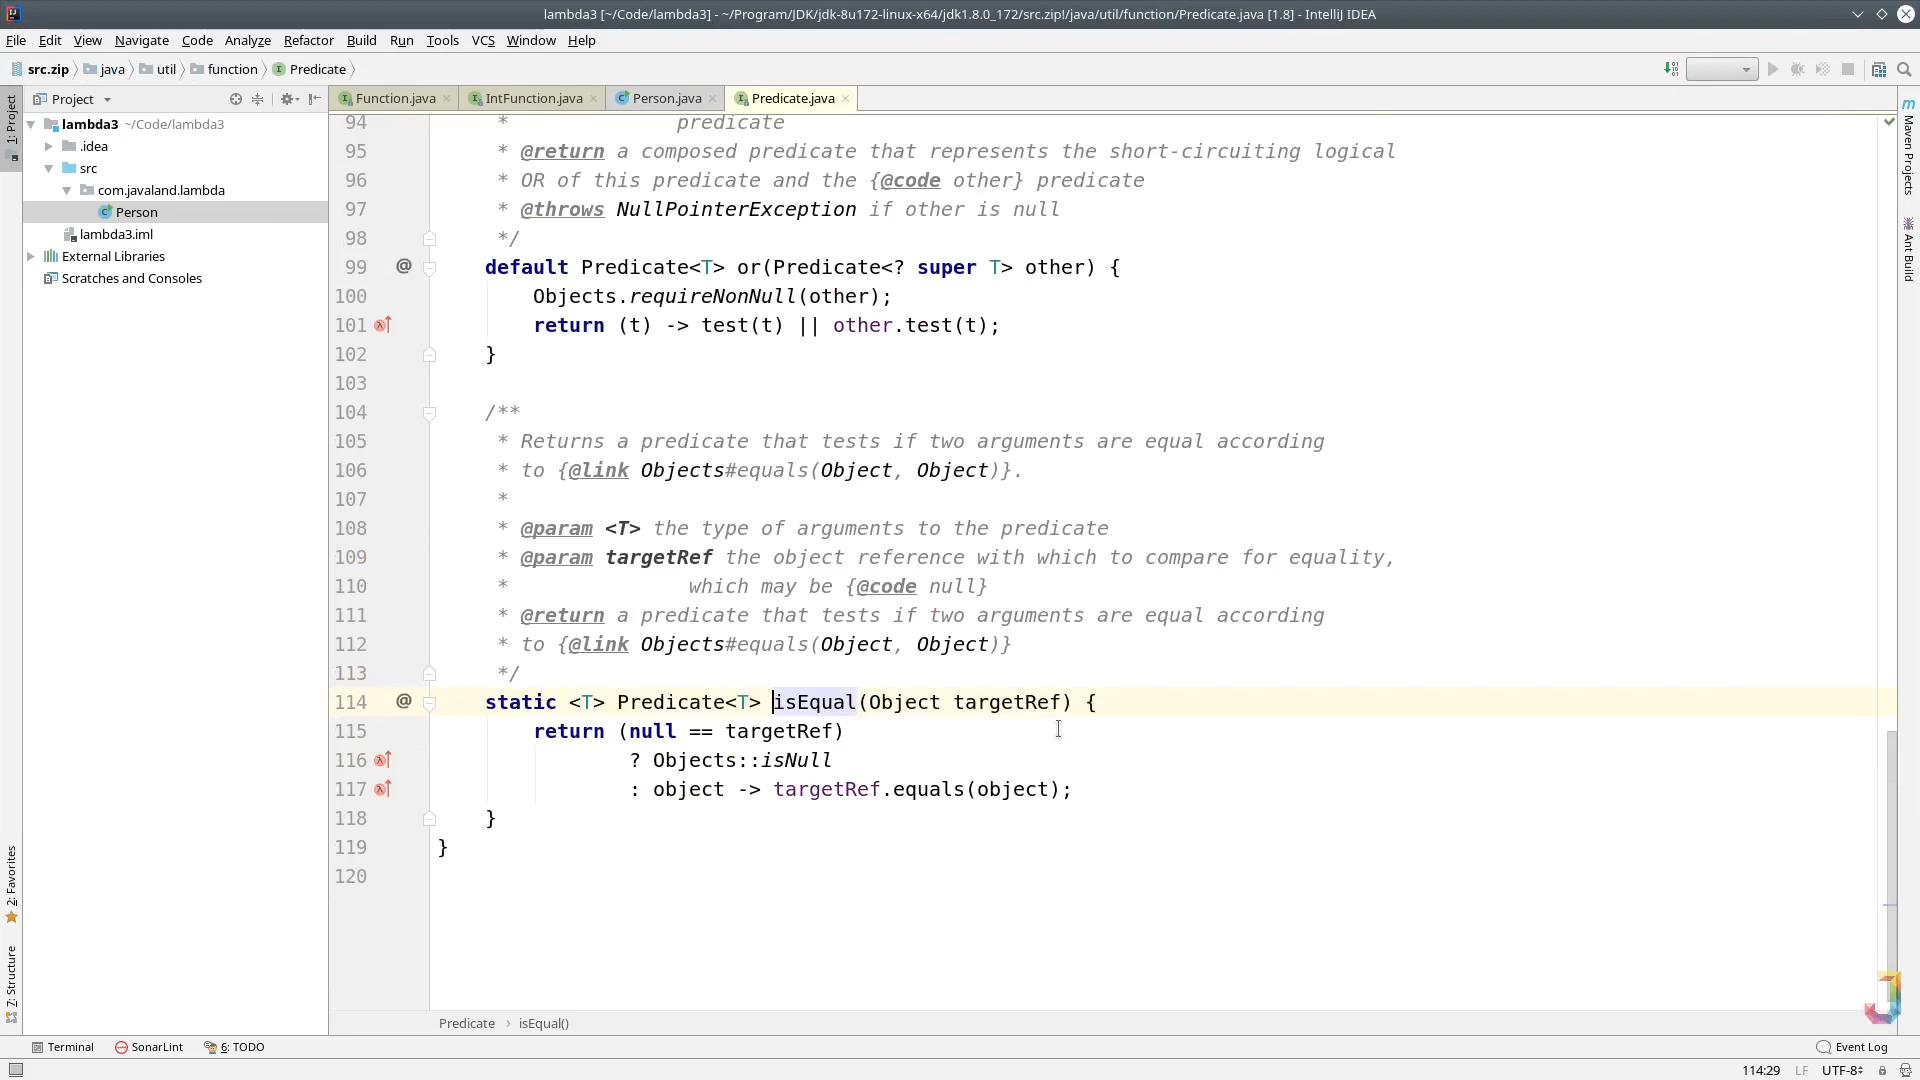 lambda3 [~/Code/lambda3] - ~/Program/JDK/jdk-8u172-linux-x64/jdk1.8.0_172/src.zip!/java/util/function/Predicate.java [1.8] - IntelliJ IDEA
File Edit View Navigate Code Analyze Refactor Build Run Tools VCS Window Help
src.zip java util function Predicate
1: Project
Project
Function.java IntFunction.java Person.java Predicate.java
lambda3 ~/Code/lambda3
.idea
src
com.javaland.lambda
Person
lambda3.iml
External Libraries
Scratches and Consoles
94 * predicate
95 * @return a composed predicate that represents the short-circuiting logical
96 * OR of this predicate and the {@code other} predicate
97 * @throws NullPointerException if other is null
98 */
99 @ default Predicate<T> or(Predicate<? super T> other) {
100 Objects.requireNonNull(other);
101 return (t) -> test(t) || other.test(t);
102 }
103
104 /**
105 * Returns a predicate that tests if two arguments are equal according
106 * to {@link Objects#equals(Object, Object)}.
107 *
108 * @param <T> the type of arguments to the predicate
109 * @param targetRef the object reference with which to compare for equality,
110 * which may be {@code null}
111 * @return a predicate that tests if two arguments are equal according
112 * to {@link Objects#equals(Object, Object)}
113 */
114 @ static <T> Predicate<T> isEqual(Object targetRef) {
115 return (null == targetRef)
116 ? Objects::isNull
117 : object -> targetRef.equals(object);
118 }
119 }
120
Predicate › isEqual()
m Maven Projects
Ant Build
2: Favorites
7: Structure
Terminal SonarLint 6: TODO Event Log
114:29 LF UTF-8